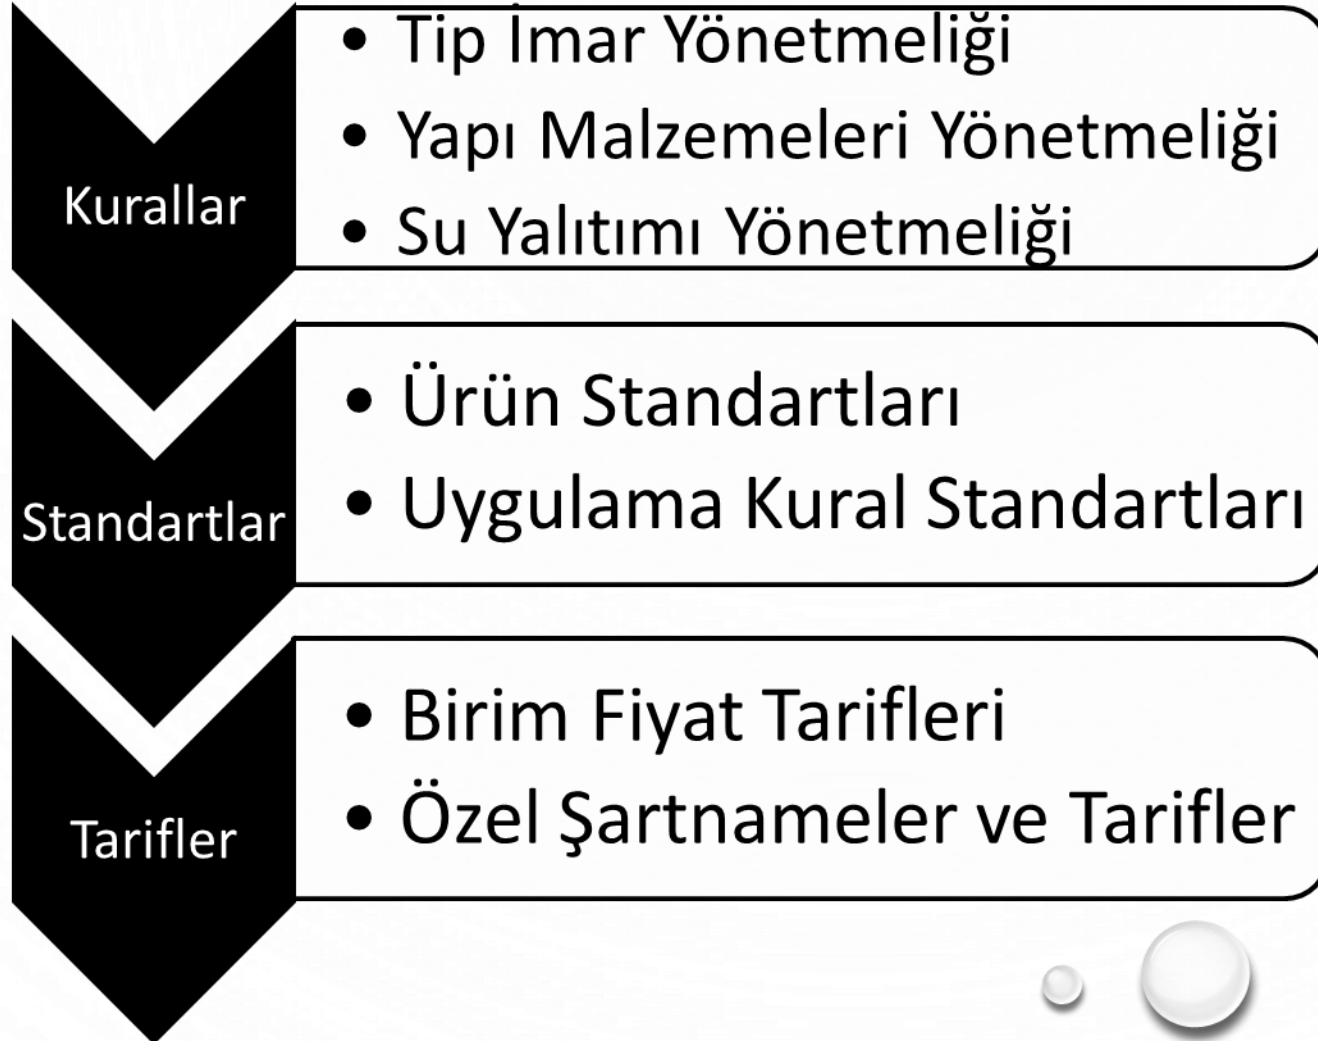 Kurallar
• Tip İmar Yönetmeliği
• Yapı Malzemeleri Yönetmeliği
• Su Yalıtımı Yönetmeliği
Standartlar
• Ürün Standartları
• Uygulama Kural Standartları
Tarifler
• Birim Fiyat Tarifleri
• Özel Şartnameler ve Tarifler